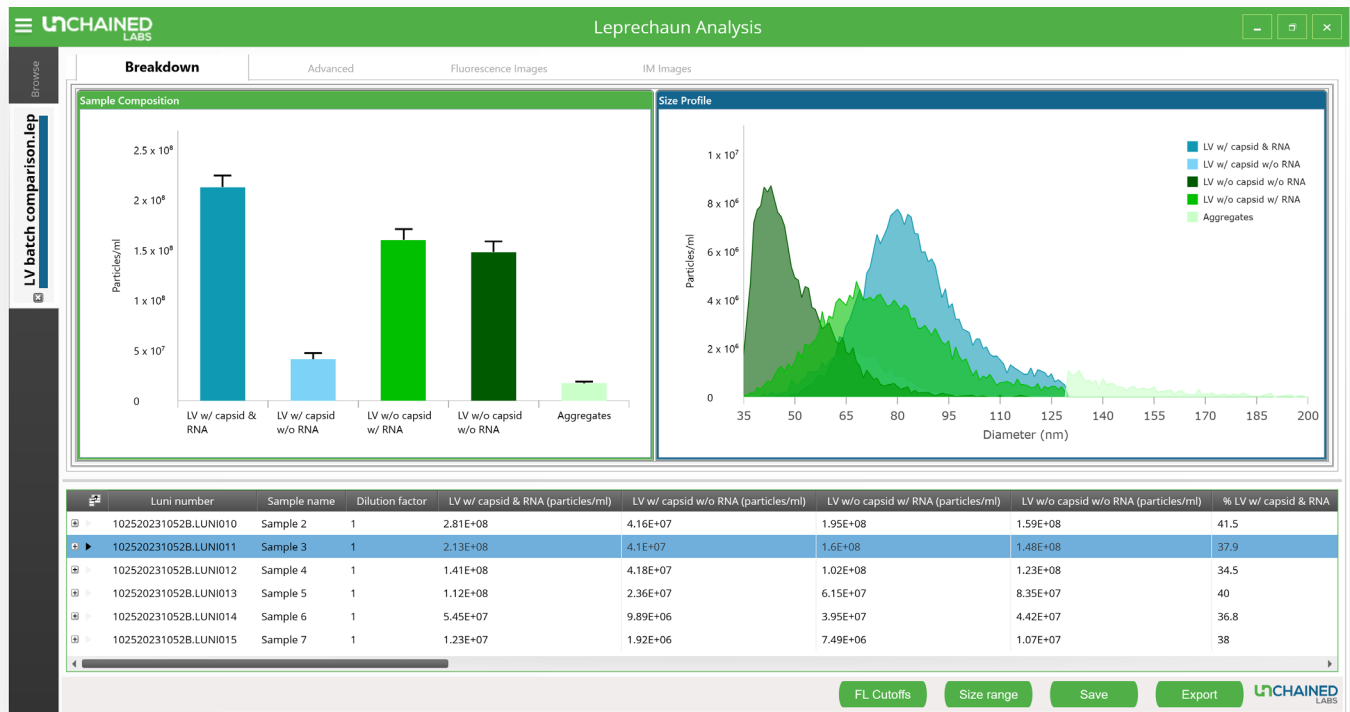 UNCHAINED
LABS
Leprechaun Analysis
Browse
LV batch comparison.lep
Breakdown
Advanced
Fluorescence Images
IM Images
Sample Composition
Particles/ml
2.5 x 10⁸
2 x 10⁸
1.5 x 10⁸
1 x 10⁸
5 x 10⁷
0
LV w/ capsid &
RNA
LV w/ capsid
w/o RNA
LV w/o capsid
w/ RNA
LV w/o capsid
w/o RNA
Aggregates
Size Profile
Particles/ml
1 x 10⁷
8 x 10⁶
6 x 10⁶
4 x 10⁶
2 x 10⁶
0
35 50 65 80 95 110 125 140 155 170 185 200
Diameter (nm)
LV w/ capsid & RNA
LV w/ capsid w/o RNA
LV w/o capsid w/o RNA
LV w/o capsid w/ RNA
Aggregates
Luni number Sample name Dilution factor LV w/ capsid & RNA (particles/ml) LV w/ capsid w/o RNA (particles/ml) LV w/o capsid w/ RNA (particles/ml) LV w/o capsid w/o RNA (particles/ml) % LV w/ capsid & RNA
102520231052B.LUNI010 Sample 2 1 2.81E+08 4.16E+07 1.95E+08 1.59E+08 41.5
102520231052B.LUNI011 Sample 3 1 2.13E+08 4.1E+07 1.6E+08 1.48E+08 37.9
102520231052B.LUNI012 Sample 4 1 1.41E+08 4.18E+07 1.02E+08 1.23E+08 34.5
102520231052B.LUNI013 Sample 5 1 1.12E+08 2.36E+07 6.15E+07 8.35E+07 40
102520231052B.LUNI014 Sample 6 1 5.45E+07 9.89E+06 3.95E+07 4.42E+07 36.8
102520231052B.LUNI015 Sample 7 1 1.23E+07 1.92E+06 7.49E+06 1.07E+07 38
FL Cutoffs
Size range
Save
Export
UNCHAINED
LABS